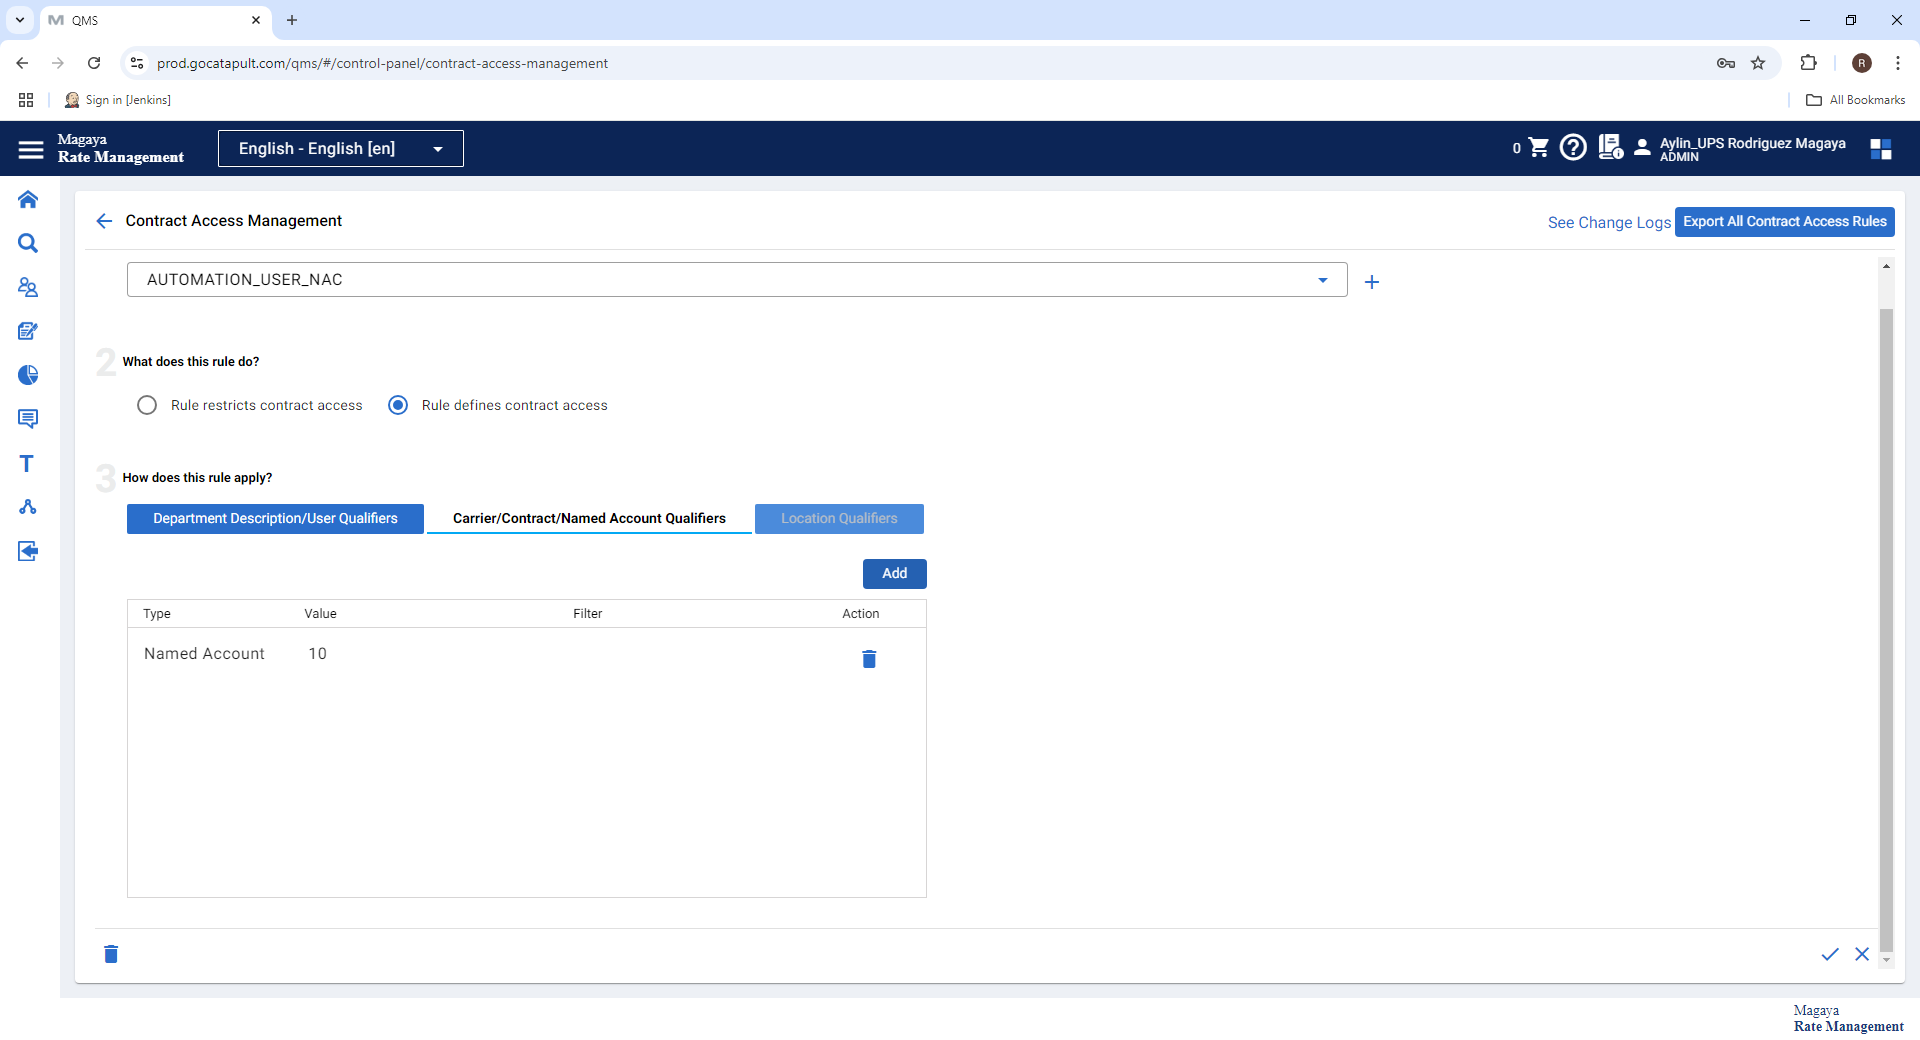 QMS
prod.gocatapult.com/qms/#/control-panel/contract-access-management
R
Sign in [Jenkins]
All Bookmarks
Magaya
Rate Management
English - English [en]
0
Aylin_UPS Rodriguez Magaya
ADMIN
Contract Access Management
See Change Logs
Export All Contract Access Rules
AUTOMATION_USER_NAC
2 What does this rule do?
Rule restricts contract access
Rule defines contract access
3 How does this rule apply?
Department Description/User Qualifiers
Carrier/Contract/Named Account Qualifiers
Location Qualifiers
Add
Type Value Filter Action
Named Account 10
Magaya
Rate Management